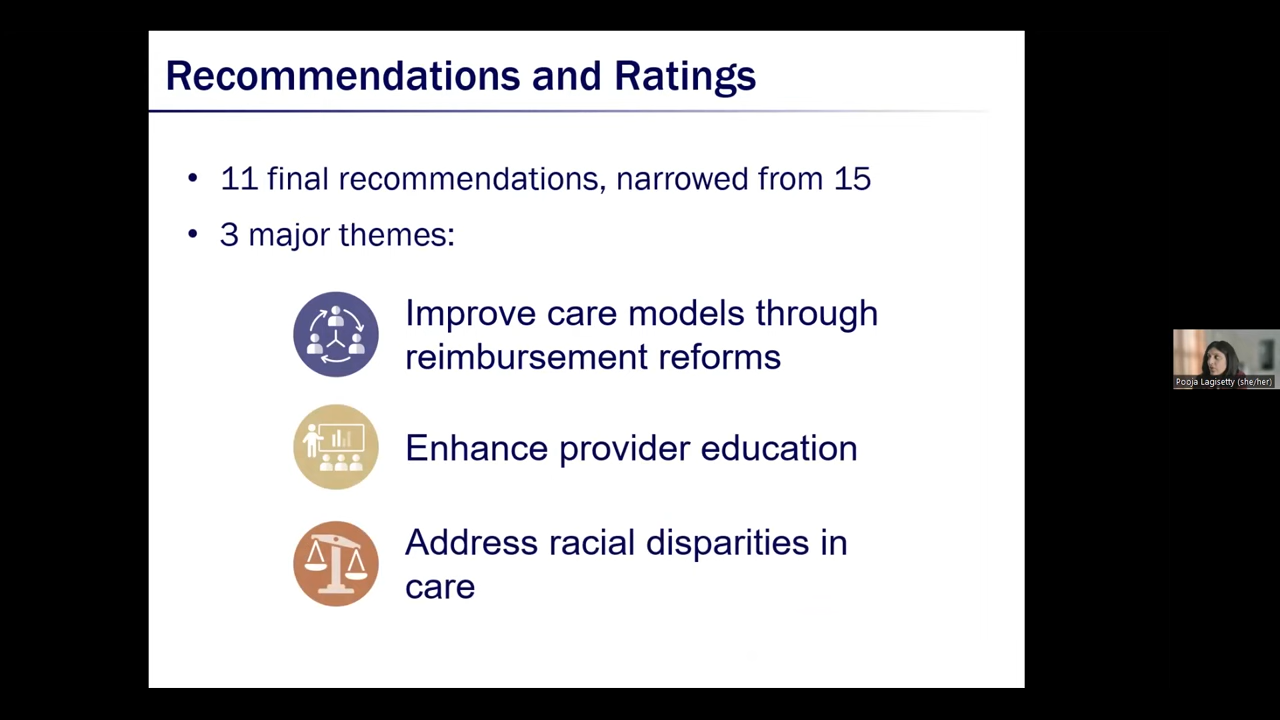 Recommendations and Ratings
• 11 final recommendations, narrowed from 15
• 3 major themes:
Improve care models through
reimbursement reforms
Enhance provider education
Address racial disparities in
care
Pooja Lagisetty (she/her)